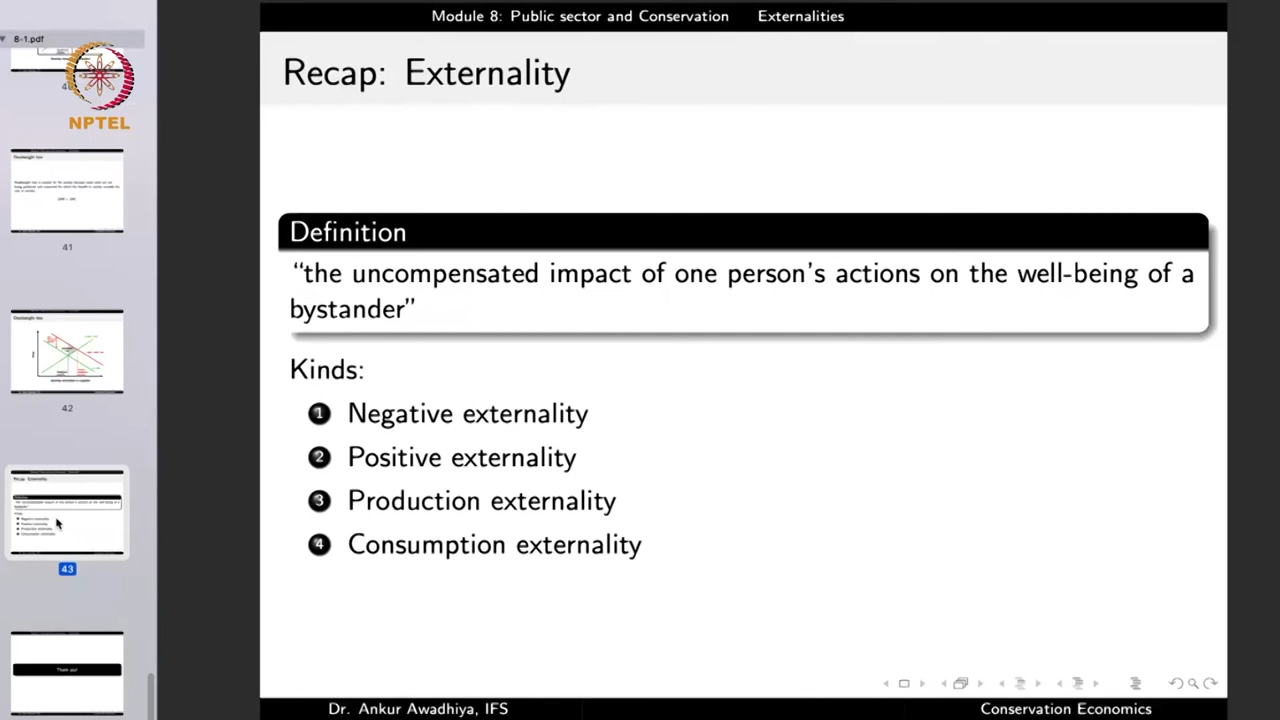 Module 8: Public sector and Conservation Externalities
8-1.pdf
NPTEL
Recap: Externality
Definition
“the uncompensated impact of one person’s actions on the well-being of a
bystander”
Kinds:
1 Negative externality
2 Positive externality
3 Production externality
4 Consumption externality
41
42
43
Thank you!
Dr. Ankur Awadhiya, IFS Conservation Economics